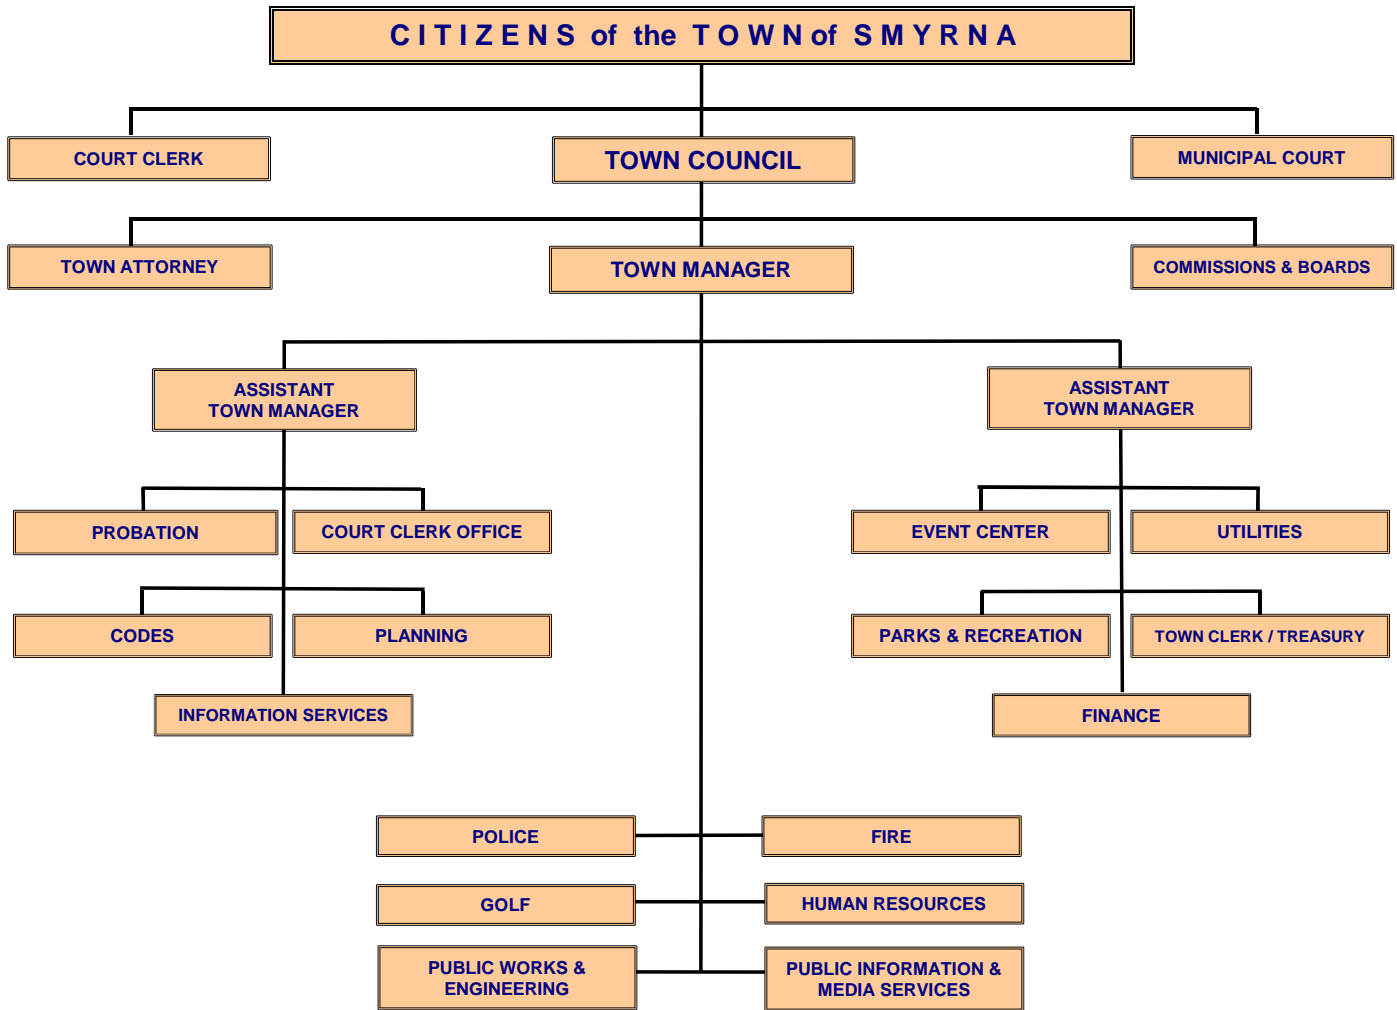 CITIZENS of the TOWN of SMYRNA
COURT CLERK
TOWN COUNCIL
MUNICIPAL COURT
TOWN ATTORNEY
TOWN MANAGER
COMMISSIONS & BOARDS
ASSISTANT
TOWN MANAGER
ASSISTANT
TOWN MANAGER
PROBATION
COURT CLERK OFFICE
EVENT CENTER
UTILITIES
CODES
PLANNING
PARKS & RECREATION
TOWN CLERK / TREASURY
INFORMATION SERVICES
FINANCE
POLICE
FIRE
GOLF
HUMAN RESOURCES
PUBLIC WORKS &
ENGINEERING
PUBLIC INFORMATION &
MEDIA SERVICES